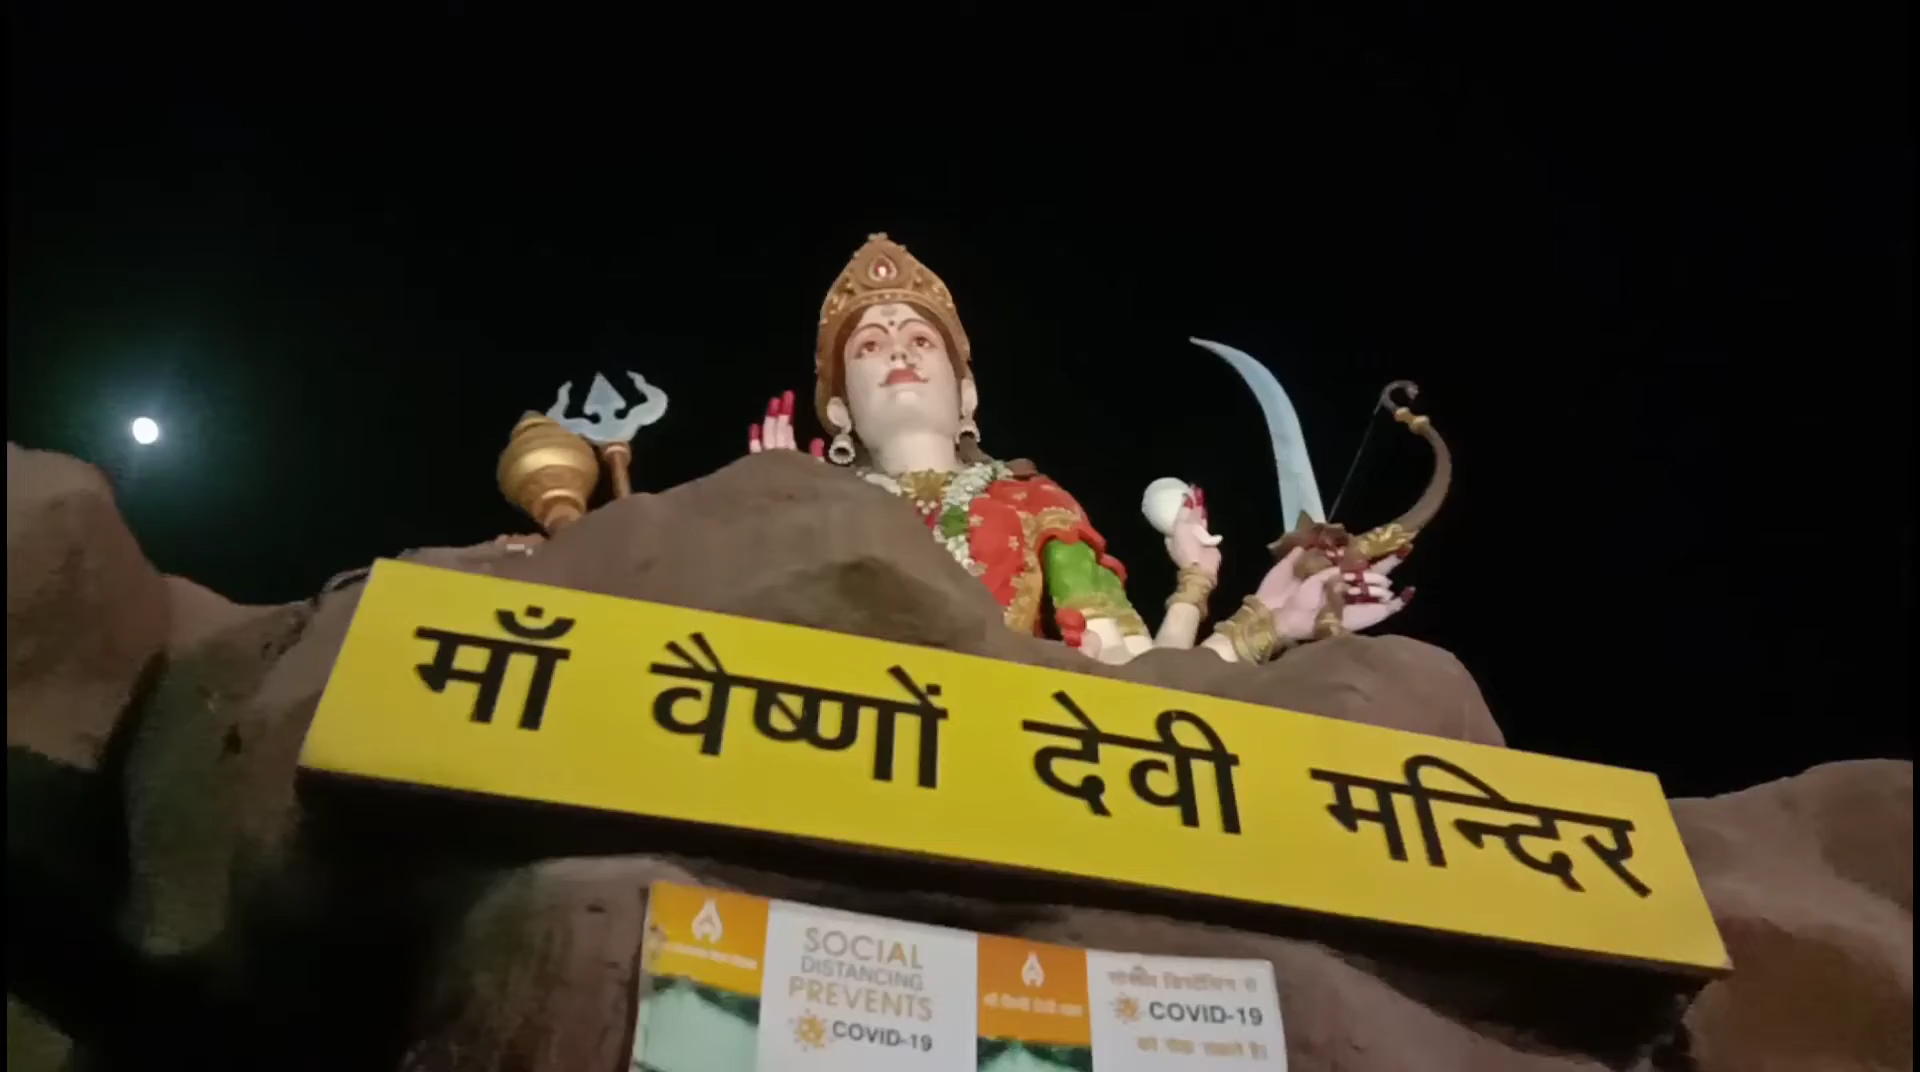 माँ वैष्णों देवी मन्दिर
SOCIAL
DISTANCING
PREVENTS
COVID-19
COVID-19